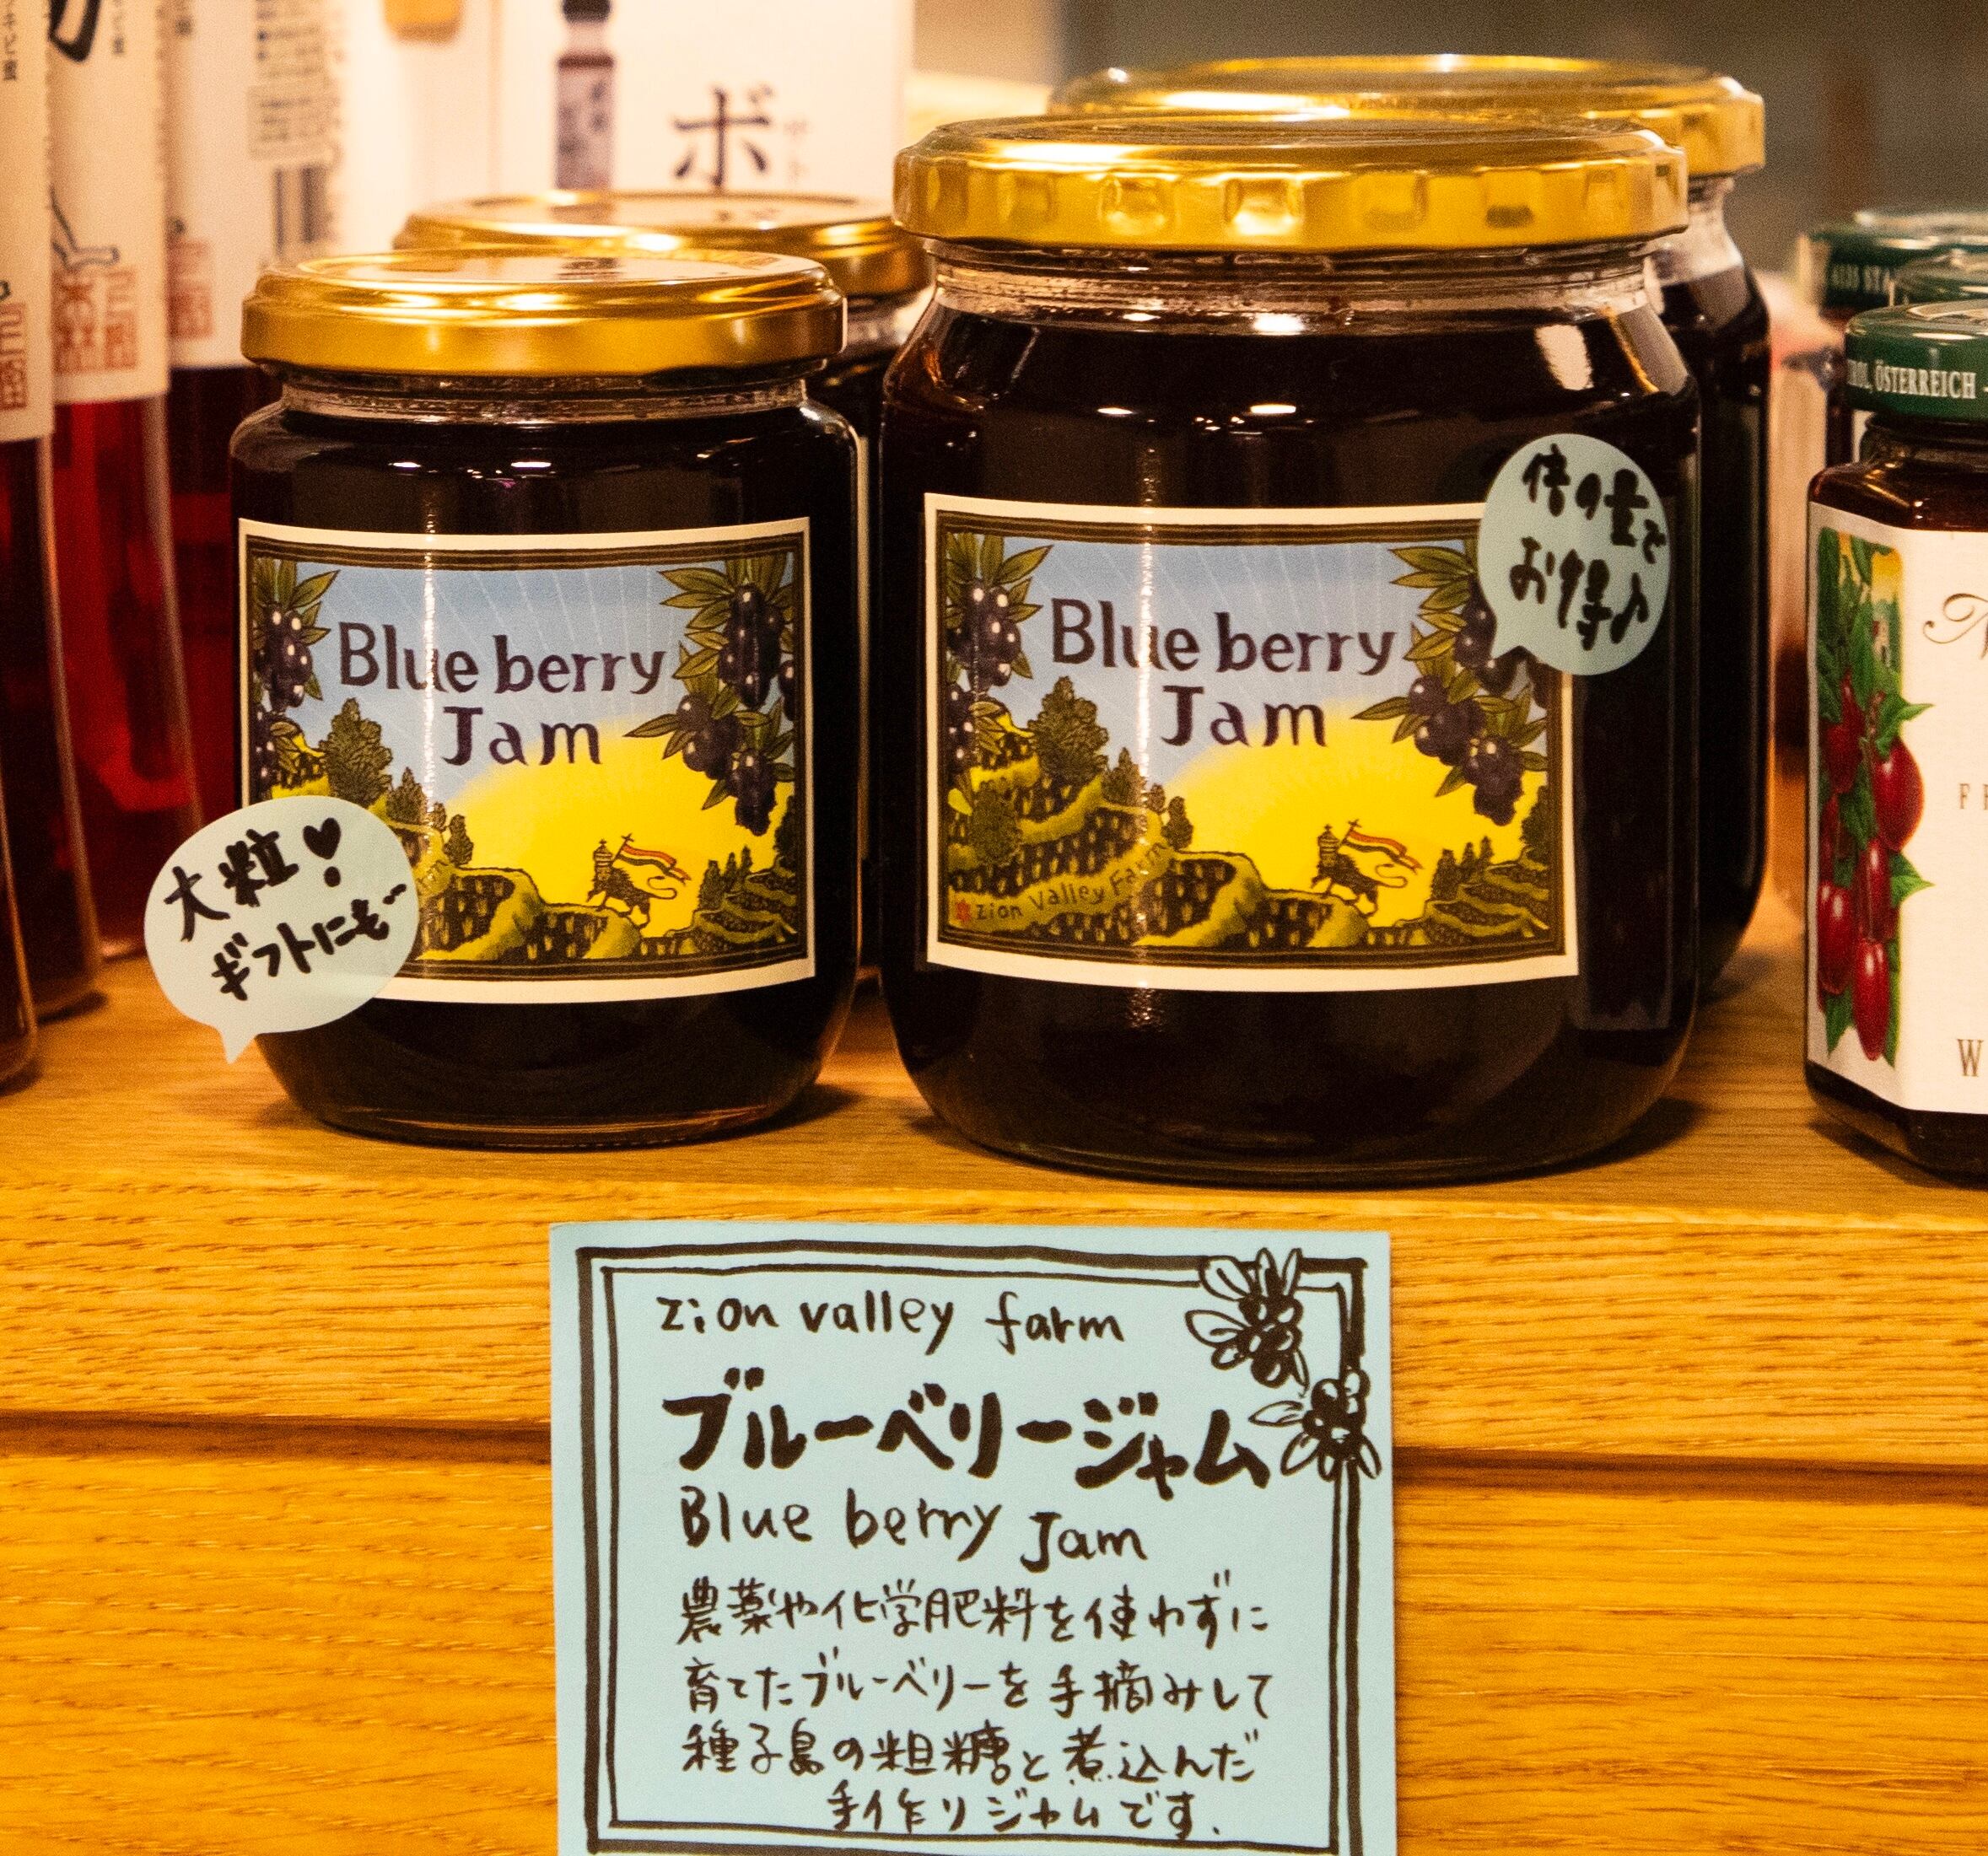 ボ
Blue berry
Jam
大粒♥!
ギフトにも…
Blue berry
Jam
zion Valley Farm
倍の量で
お得♪
ÖSTERREICH
W
zion valley farm
ブルーベリージャム
Blue berry Jam
農薬や化学肥料を使わずに
育てたブルーベリーを手摘みして
種子島の粗糖と煮込んだ
手作りジャムです.